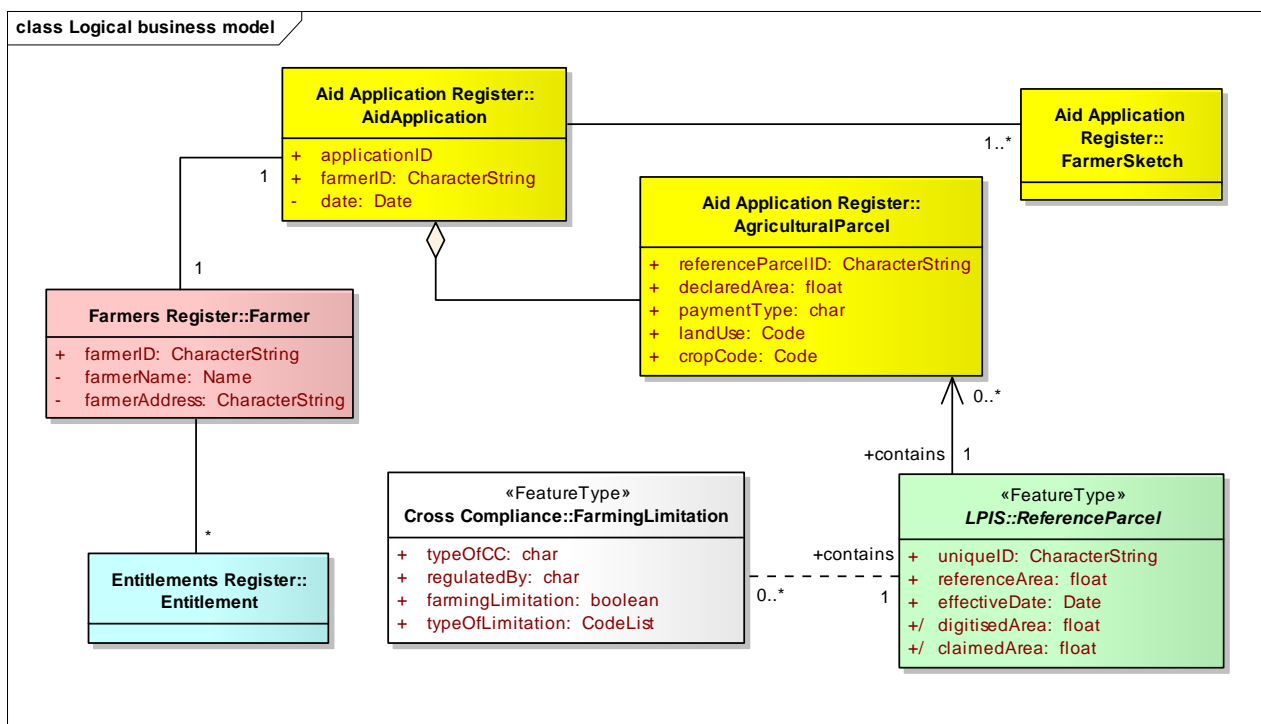 class Logical business model
Aid Application Register::
AidApplication
+ applicationID
+ farmerID: CharacterString
- date: Date
Aid Application
Register::
FarmerSketch
1..*
1
1
Aid Application Register::
AgriculturalParcel
+ referenceParcelID: CharacterString
+ declaredArea: float
+ paymentType: char
+ landUse: Code
+ cropCode: Code
Farmers Register::Farmer
+ farmerID: CharacterString
- farmerName: Name
- farmerAddress: CharacterString
0..*
+contains 1
*
«FeatureType»
Cross Compliance::FarmingLimitation
+ typeOfCC: char
+ regulatedBy: char
+ farmingLimitation: boolean
+ typeOfLimitation: CodeList
+contains
0..* 1
«FeatureType»
LPIS::ReferenceParcel
+ uniqueID: CharacterString
+ referenceArea: float
+ effectiveDate: Date
+/ digitisedArea: float
+/ claimedArea: float
Entitlements Register::
Entitlement